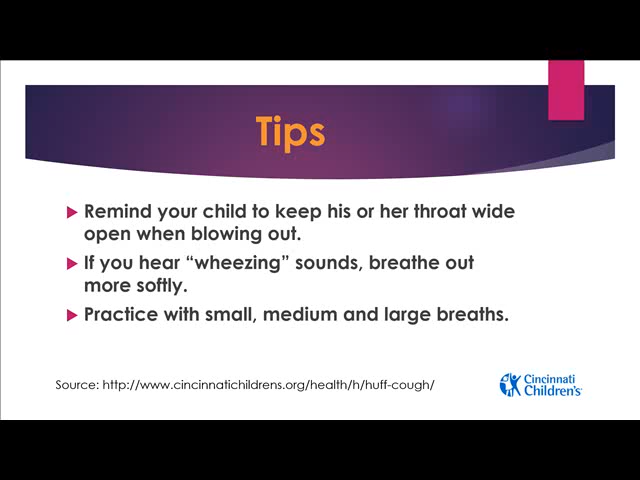 Tips
Remind your child to keep his or her throat wide
open when blowing out.
If you hear “wheezing” sounds, breathe out
more softly.
Practice with small, medium and large breaths.
Source: http://www.cincinnatichildrens.org/health/h/huff-cough/
Cincinnati
Children's